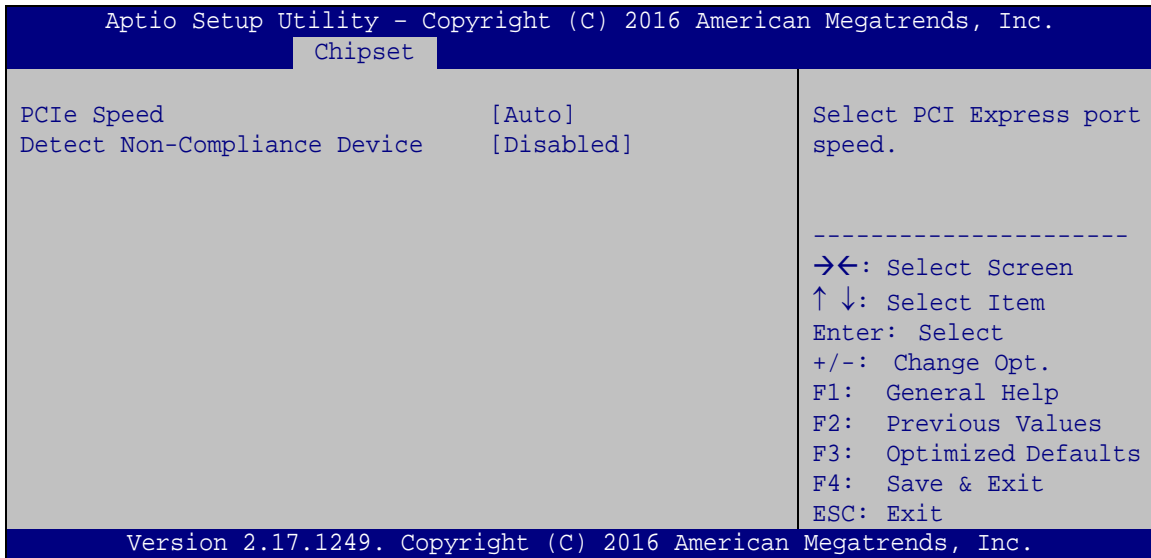 Aptio Setup Utility – Copyright (C) 2016 American Megatrends, Inc.
Chipset
PCIe Speed [Auto]
Detect Non-Compliance Device [Disabled]
Select PCI Express port
speed.
----------------------
→←: Select Screen
↑ ↓: Select Item
Enter: Select
+/-: Change Opt.
F1: General Help
F2: Previous Values
F3: Optimized Defaults
F4: Save & Exit
ESC: Exit
Version 2.17.1249. Copyright (C) 2016 American Megatrends, Inc.